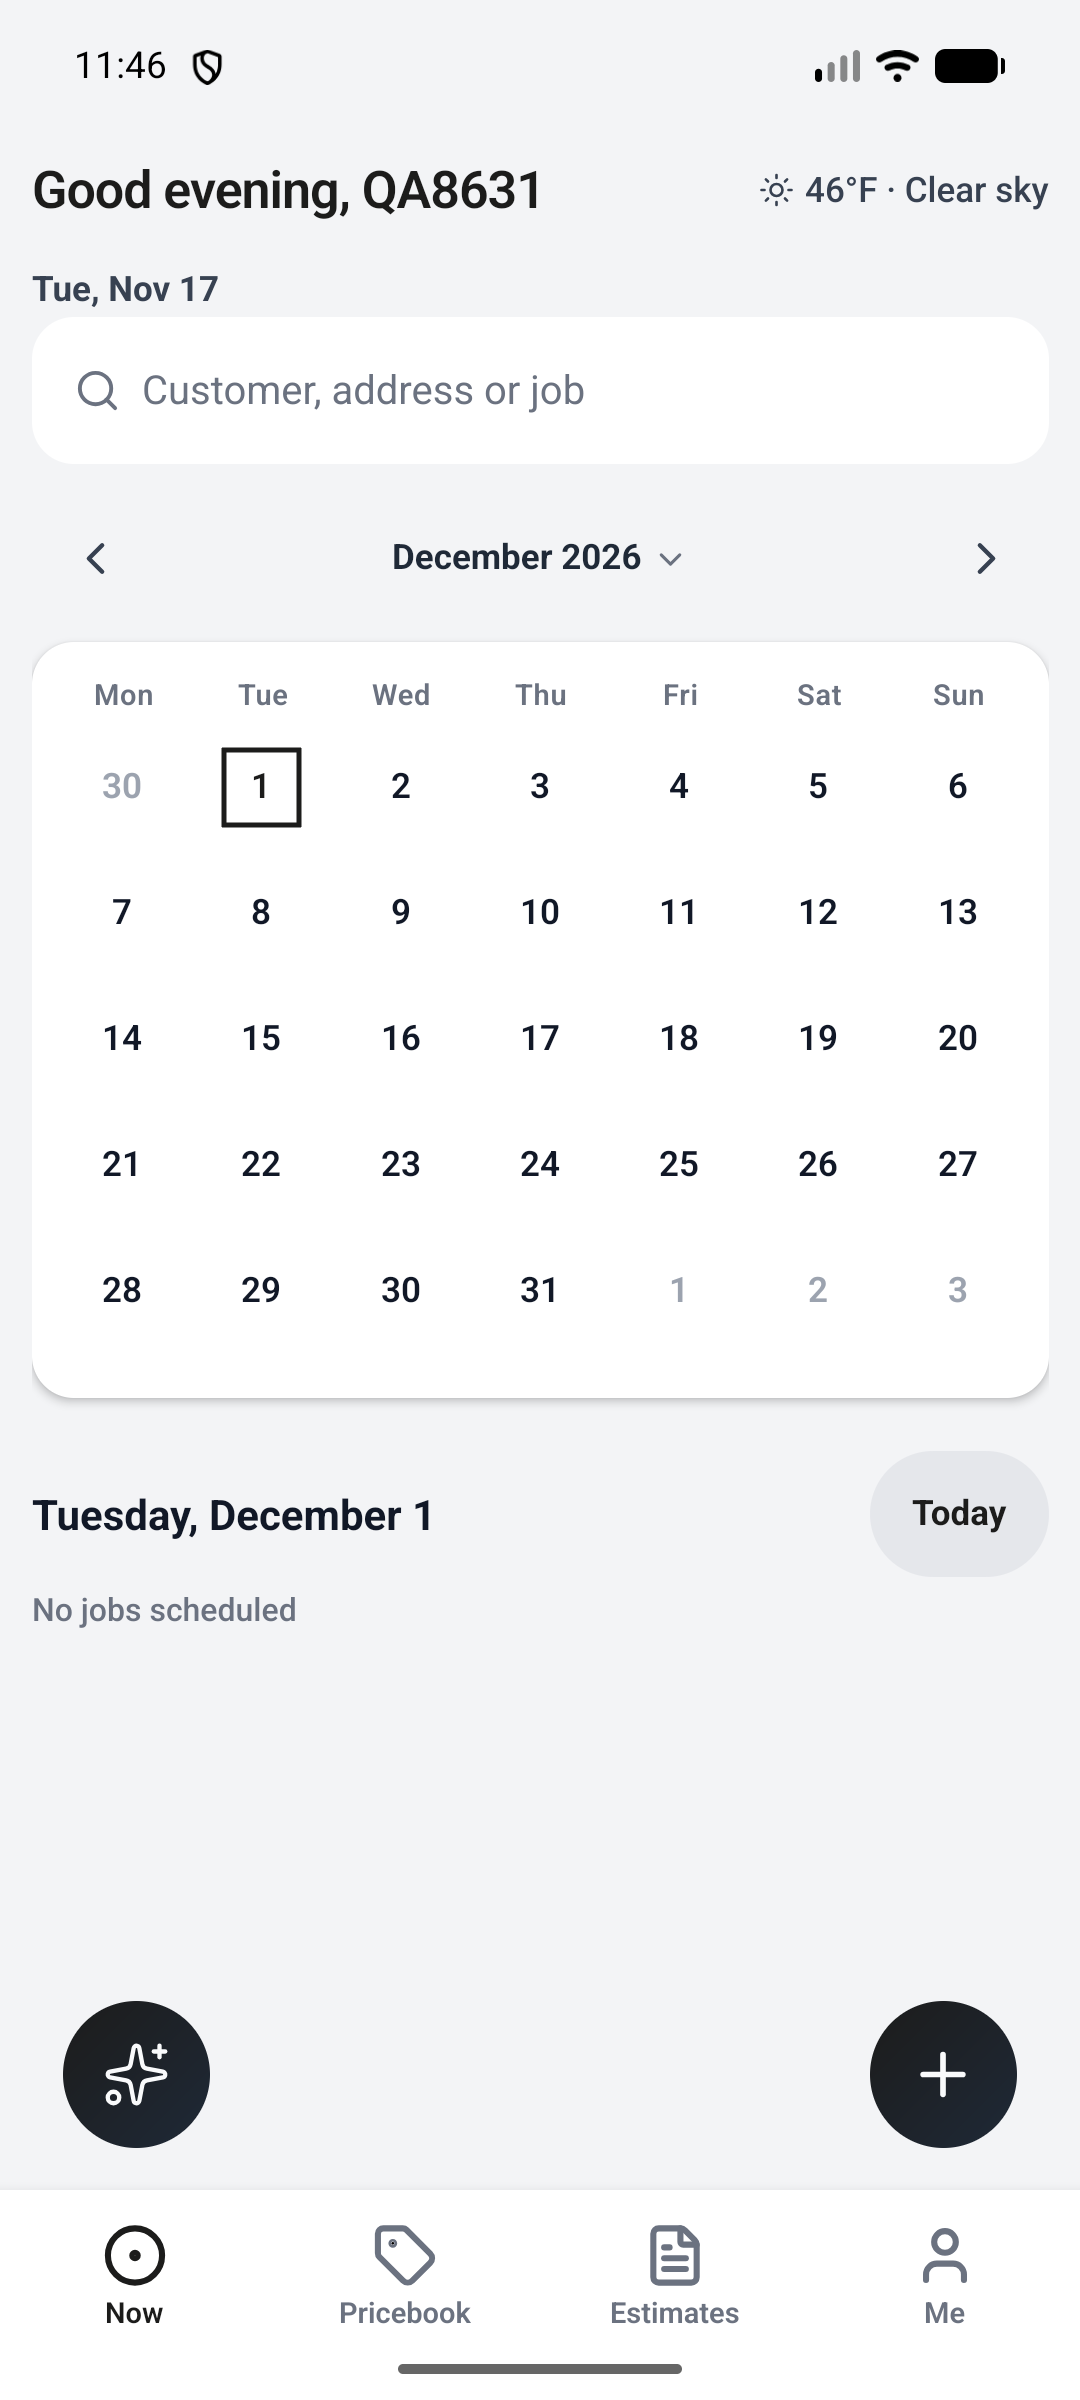 11:46
Good evening, QA8631
46°F · Clear sky
Tue, Nov 17
Customer, address or job
December 2026
Mon Tue Wed Thu Fri Sat Sun
30 1 2 3 4 5 6
7 8 9 10 11 12 13
14 15 16 17 18 19 20
21 22 23 24 25 26 27
28 29 30 31 1 2 3
Tuesday, December 1
Today
No jobs scheduled
Now Pricebook Estimates Me